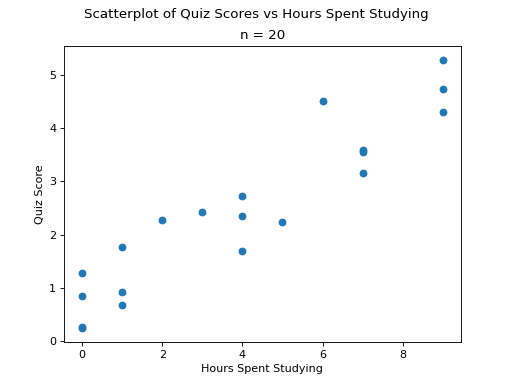 Scatterplot of Quiz Scores vs Hours Spent Studying
n = 20
5
4
3
2
1
0
Quiz Score
0 2 4 6 8
Hours Spent Studying